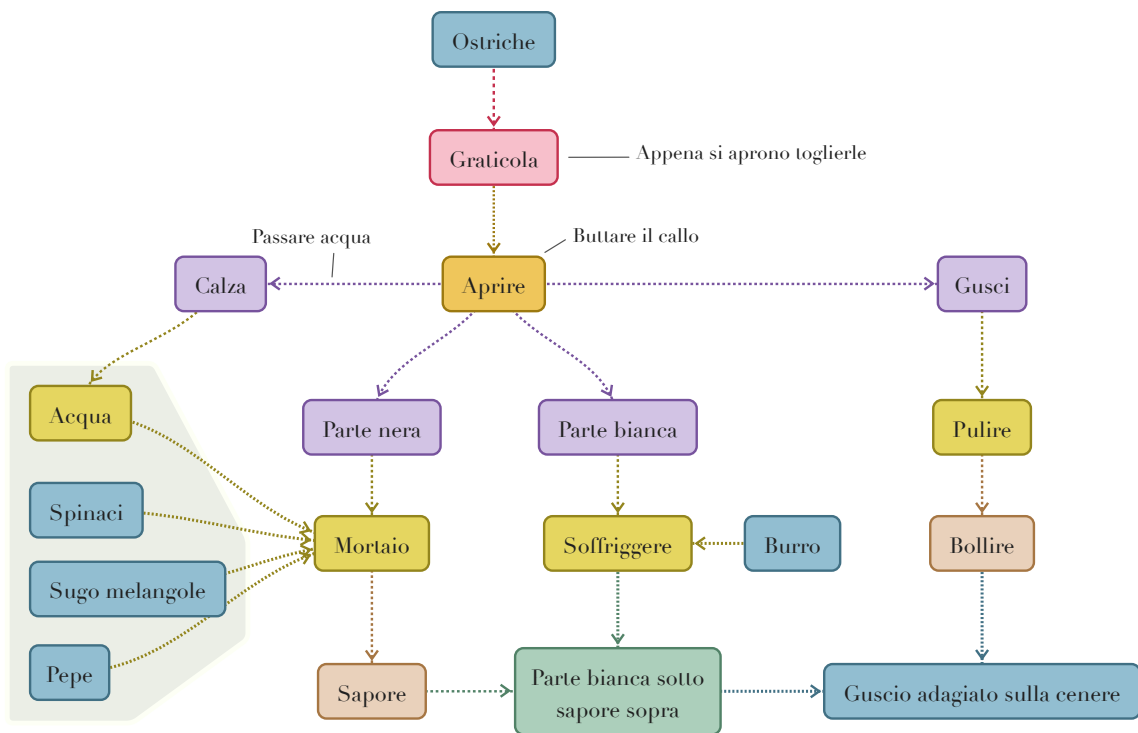 Ostriche
Graticola
Appena si aprono toglierle
Passare acqua
Buttare il callo
Calza
Aprire
Gusci
Acqua
Parte nera
Parte bianca
Pulire
Spinaci
Mortaio
Soffriggere
Burro
Bollire
Sugo melangole
Pepe
Sapore
Parte bianca sotto
sapore sopra
Guscio adagiato sulla cenere